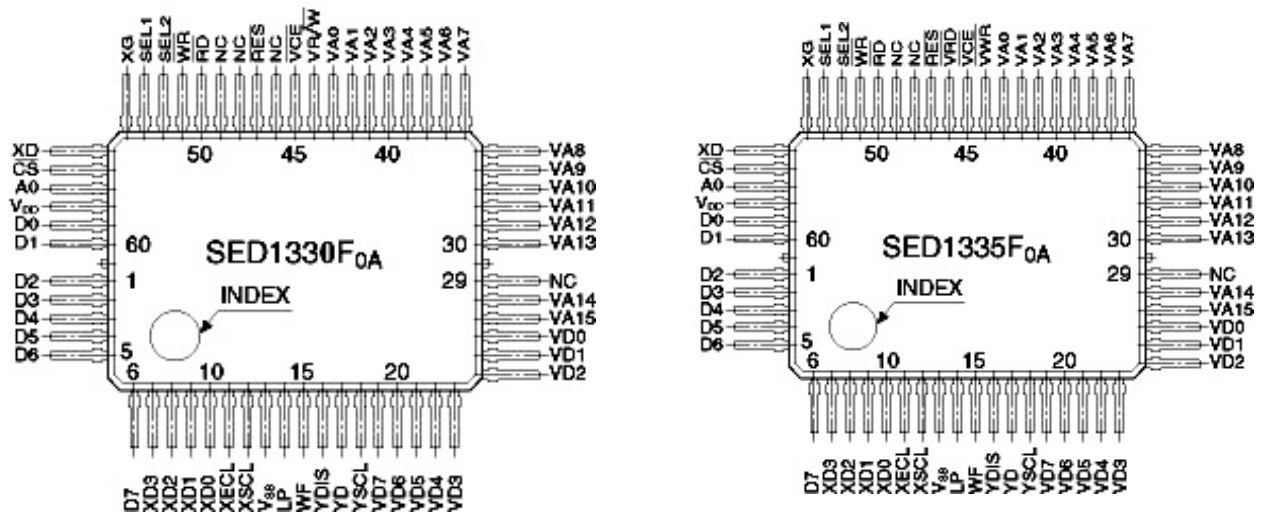 XG SEL1 SEL2 WR RD NC NC RES NC VCE VR/W VA0 VA1 VA2 VA3 VA4 VA5 VA6 VA7
50 45 40
XD
CS
A0
VDD
D0
D1
60
1
D2
D3
D4
D5
D6
5
SED1330F0A
INDEX
VA8
VA9
VA10
VA11
VA12
VA13
30
29
NC
VA14
VA15
VD0
VD1
VD2
6 10 15 20
D7 XD3 XD2 XD1 XD0 XECL XSCL VSS LP WF YDIS YD YSCL VD7 VD6 VD5 VD4 VD3
XG SEL1 SEL2 WR RD NC NC RES VRD VCE VWR VA0 VA1 VA2 VA3 VA4 VA5 VA6 VA7
50 45 40
XD
CS
A0
VDD
D0
D1
60
1
D2
D3
D4
D5
D6
5
SED1335F0A
INDEX
VA8
VA9
VA10
VA11
VA12
VA13
30
29
NC
VA14
VA15
VD0
VD1
VD2
6 10 15 20
D7 XD3 XD2 XD1 XD0 XECL XSCL VSS LP WF YDIS YD YSCL VD7 VD6 VD5 VD4 VD3